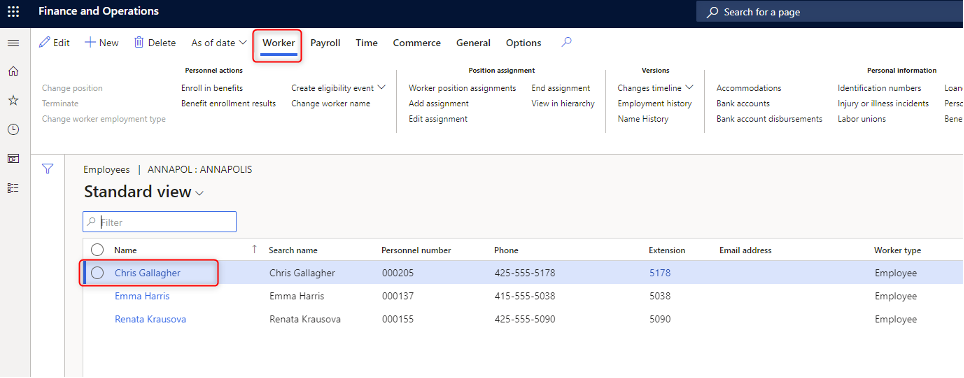 Finance and Operations
Search for a page
Edit New Delete As of date Worker Payroll Time Commerce General Options
Personnel actions Position assignment Versions Personal information
Change position Enroll in benefits Create eligibility event Worker position assignments End assignment Changes timeline Accommodations Identification numbers Loan
Terminate Benefit enrollment results Change worker name Add assignment View in hierarchy Employment history Bank accounts Injury or illness incidents Perso
Change worker employment type Edit assignment Name History Bank account disbursements Labor unions Bene
Employees | ANNAPOL : ANNAPOLIS
Standard view
Filter
Name Search name Personnel number Phone Extension Email address Worker type
Chris Gallagher Chris Gallagher 000205 425-555-5178 5178 Employee
Emma Harris Emma Harris 000137 415-555-5038 5038 Employee
Renata Krausova Renata Krausova 000155 425-555-5090 5090 Employee